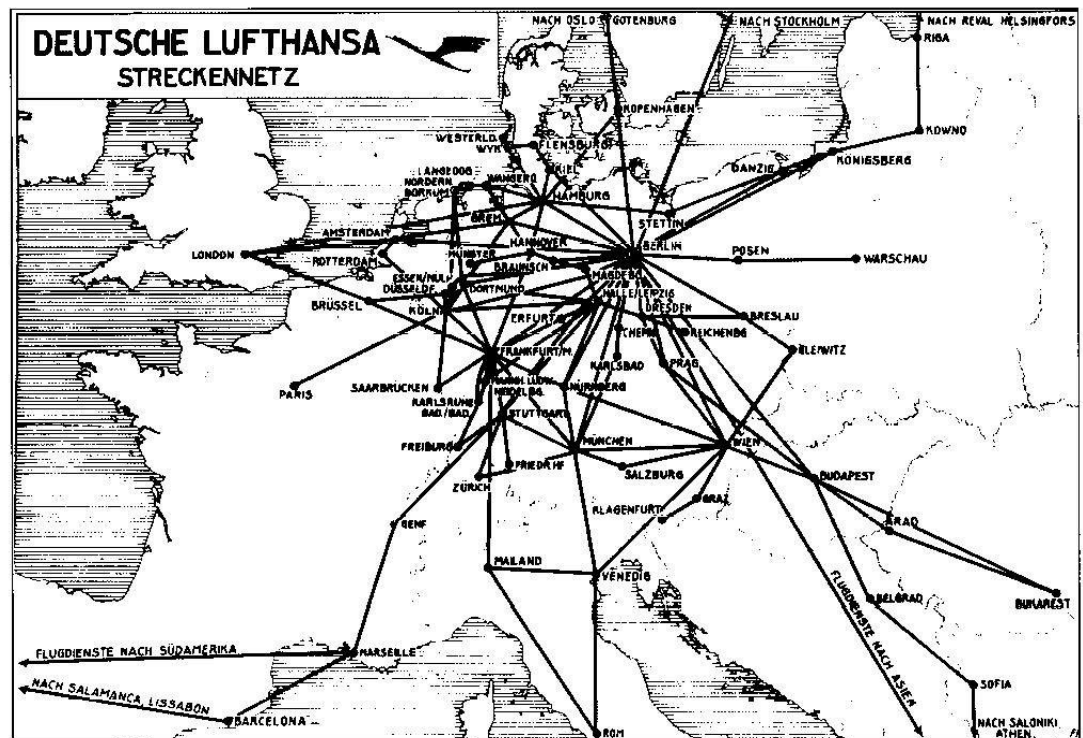 DEUTSCHE LUFTHANSA
STRECKENNETZ
NACH OSLO
GOTENBURG
NACH STOCKHOLM
NACH REVAL HELSINGFORS
RIGA
KOPENHAGEN
KOWNO
WESTERLD.
WYK
FLENSBURG
KÖNIGSBERG
DANZIG
KIEL
LANGEOOG
WANGERO
NORDERN
BORKUM
HAMBURG
STETTIN
BREM
AMSTERDAM
HANNOVER
BERLIN
LONDON
ROTTERDAM
MÜNSTER
POSEN
WARSCHAU
BRAUNSCH
MAGDEBG
ESSEN/MÜLH
DÜSSELDF.
DORTMUND
HALLE/LEIPZIG
BRÜSSEL
KÖLN
ERFURT
DRESDEN
BRESLAU
CHEMN
REICHENBG
FRANKFURT/M.
GLEIWITZ
KARLSBAD
PRAG
PARIS
SAARBRÜCKEN
MANNH. LUDW.
HEIDELBG.
NÜRNBERG
KARLSRUHE
BAD./BAD.
STUTTGART
FREIBURG
MÜNCHEN
WIEN
FRIEDR'HF
SALZBURG
ZÜRICH
BUDAPEST
GRAZ
KLAGENFURT
GENF
ARAD
MAILAND
VENEDIG
BELGRAD
BUKAREST
FLUGDIENSTE NACH ASIEN
FLUGDIENSTE NACH SÜDAMERIKA
MARSEILLE
NACH SALAMANCA, LISSABON
SOFIA
BARCELONA
ROM
NACH SALONIKI
ATHEN.